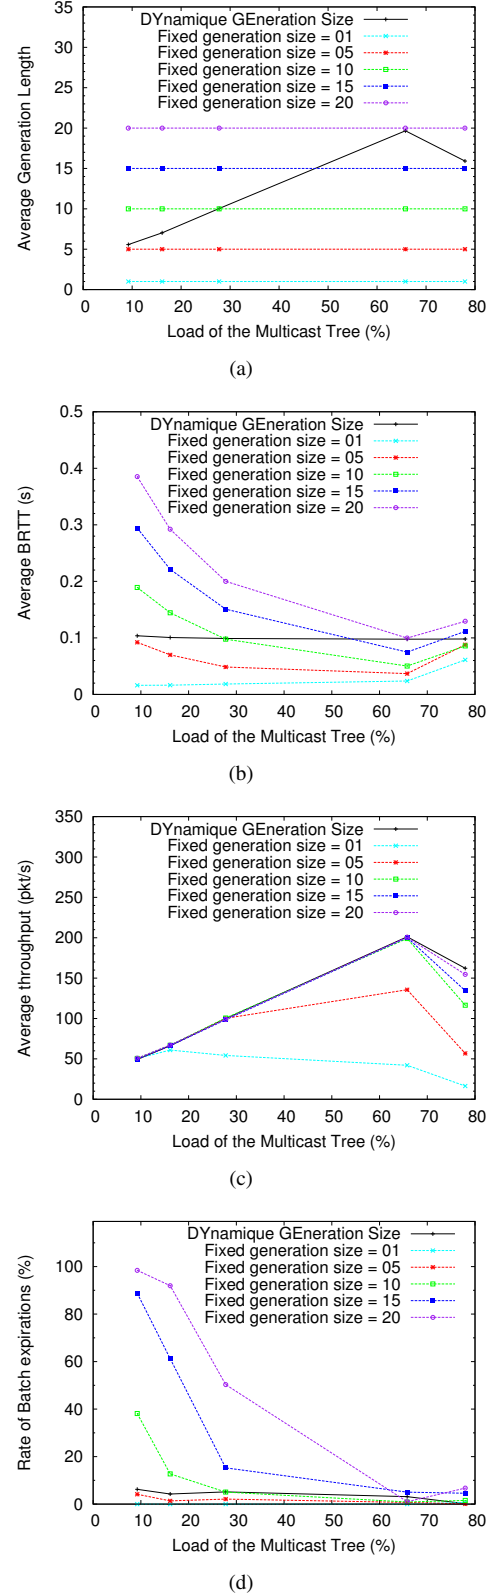 35
30
25
20
15
10
5
0
Average Generation Length
DYnamique GEneration Size
Fixed generation size = 01
Fixed generation size = 05
Fixed generation size = 10
Fixed generation size = 15
Fixed generation size = 20
0 10 20 30 40 50 60 70 80
Load of the Multicast Tree (%)
(a)
0.5
0.4
0.3
0.2
0.1
0
Average BRTT (s)
DYnamique GEneration Size
Fixed generation size = 01
Fixed generation size = 05
Fixed generation size = 10
Fixed generation size = 15
Fixed generation size = 20
0 10 20 30 40 50 60 70 80
Load of the Multicast Tree (%)
(b)
350
300
250
200
150
100
50
0
Average throughput (pkt/s)
DYnamique GEneration Size
Fixed generation size = 01
Fixed generation size = 05
Fixed generation size = 10
Fixed generation size = 15
Fixed generation size = 20
0 10 20 30 40 50 60 70 80
Load of the Multicast Tree (%)
(c)
100
80
60
40
20
0
Rate of Batch expirations (%)
DYnamique GEneration Size
Fixed generation size = 01
Fixed generation size = 05
Fixed generation size = 10
Fixed generation size = 15
Fixed generation size = 20
0 10 20 30 40 50 60 70 80
Load of the Multicast Tree (%)
(d)